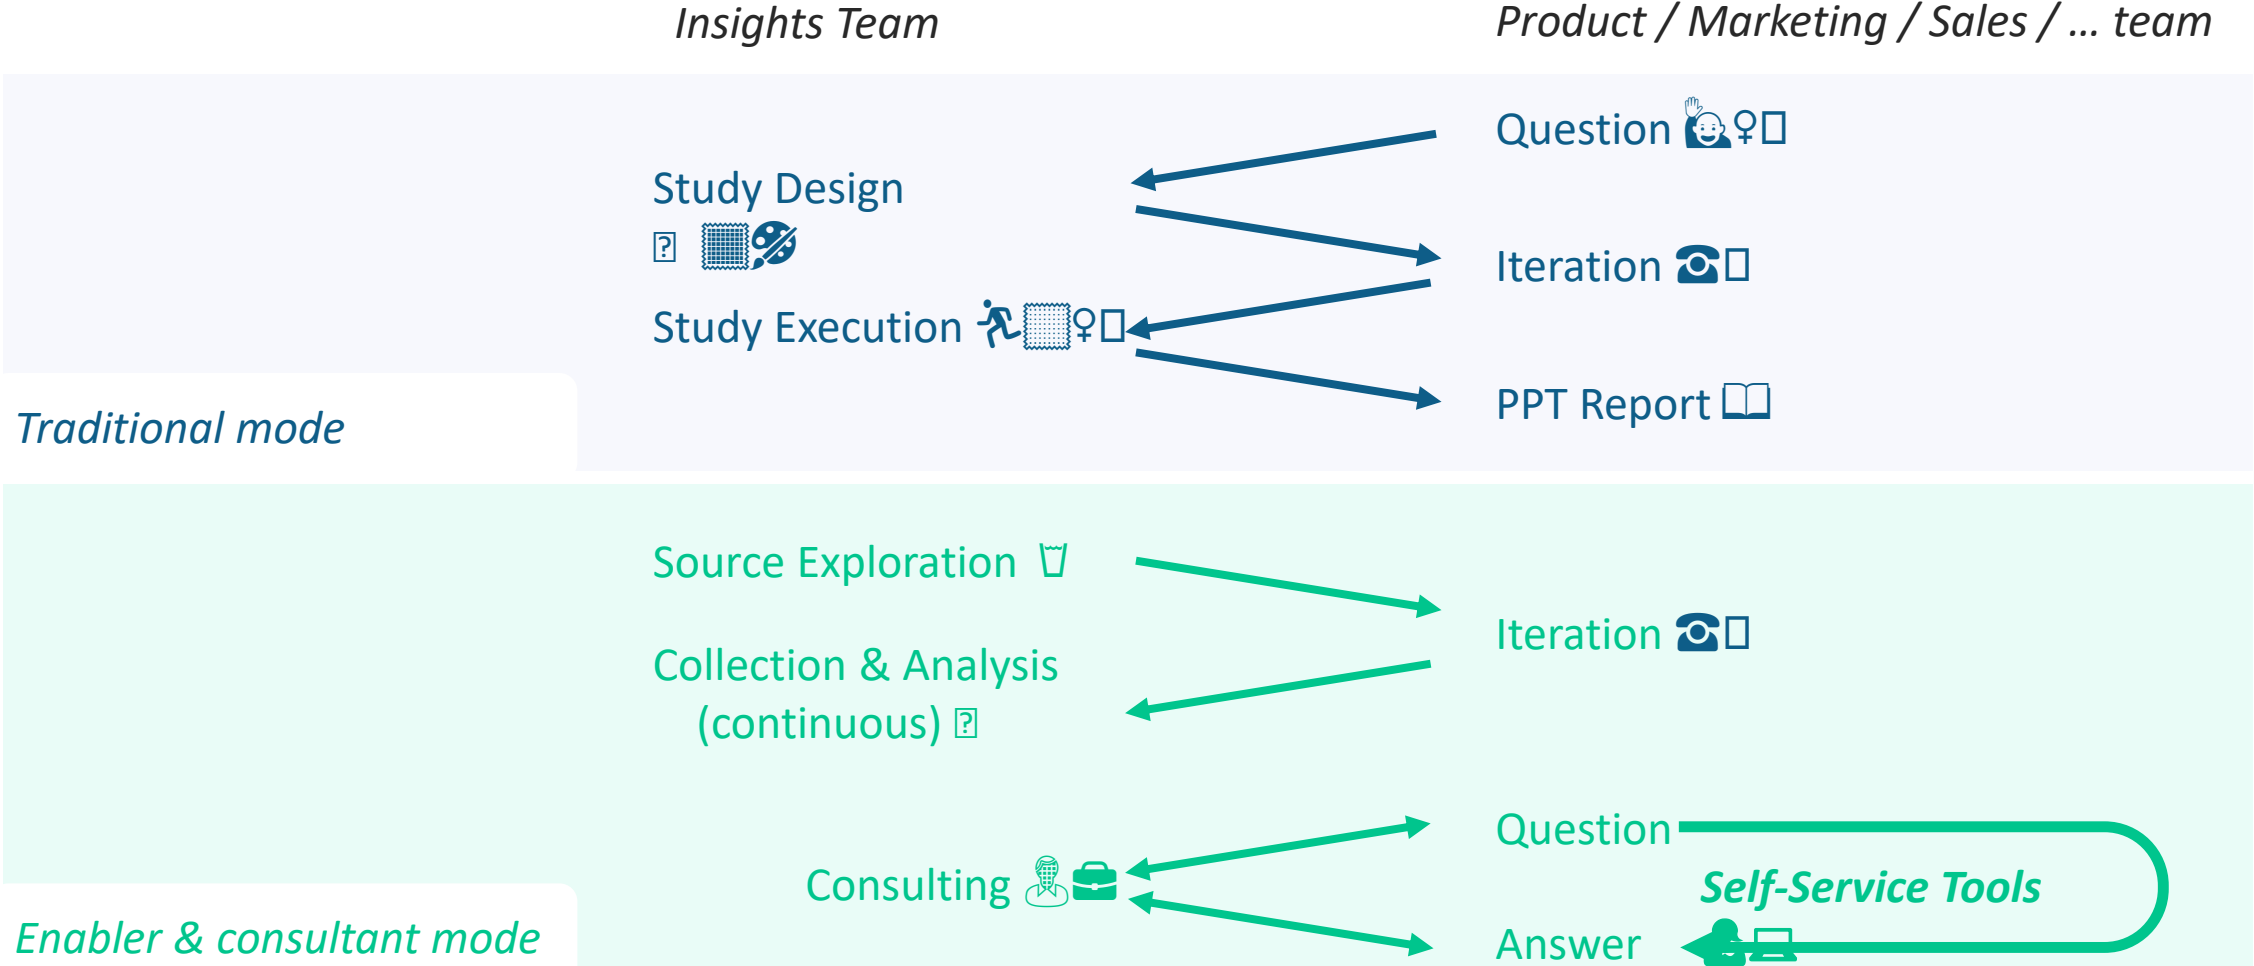 Insights Team
Product / Marketing / Sales / … team
Question
Study Design
Iteration
Study Execution
PPT Report
Traditional mode
Source Exploration
Iteration
Collection & Analysis
(continuous)
Question
Consulting
Self-Service Tools
Answer
Enabler & consultant mode